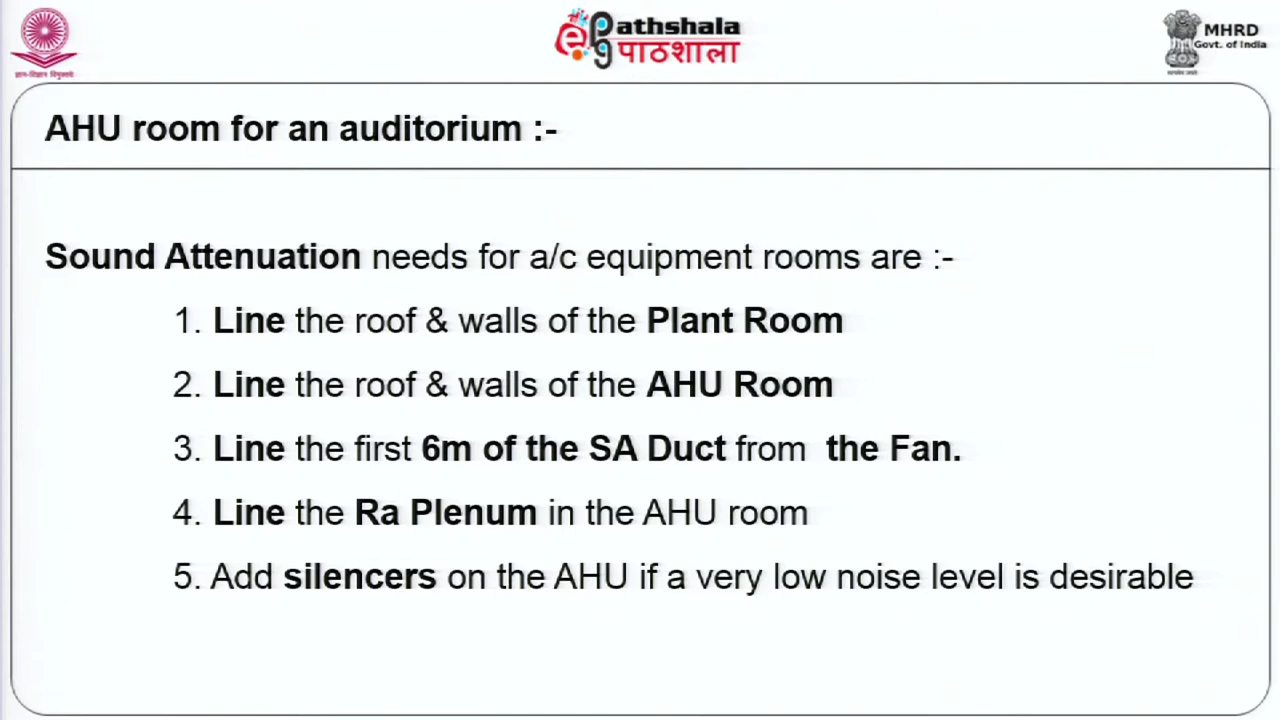 ePathshala
पाठशाला
MHRD
Govt. of India
AHU room for an auditorium :-
Sound Attenuation needs for a/c equipment rooms are :-
1. Line the roof & walls of the Plant Room
2. Line the roof & walls of the AHU Room
3. Line the first 6m of the SA Duct from the Fan.
4. Line the Ra Plenum in the AHU room
5. Add silencers on the AHU if a very low noise level is desirable